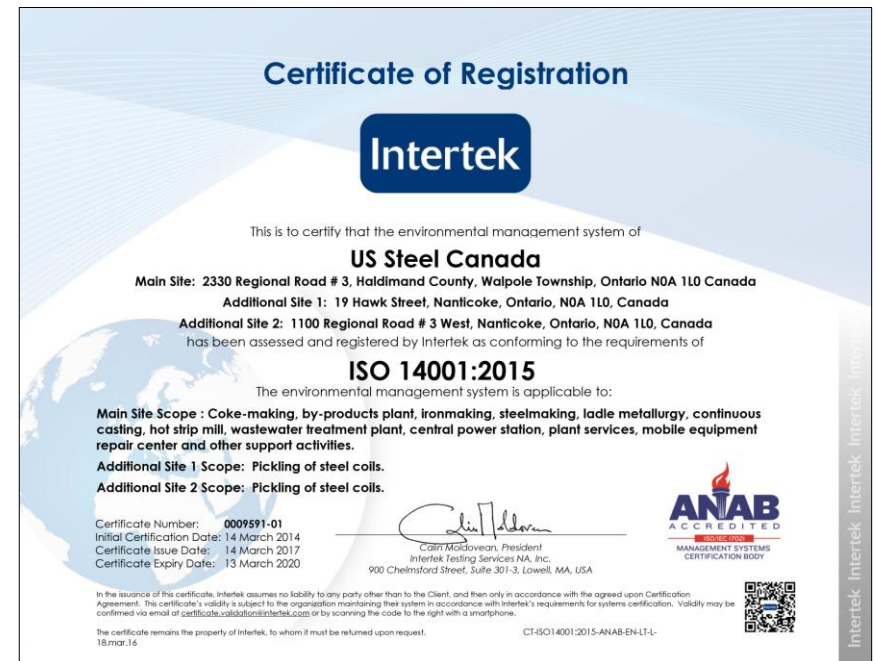 Certificate of Registration
Intertek
This is to certify that the environmental management system of
US Steel Canada
Main Site: 2330 Regional Road # 3, Haldimand County, Walpole Township, Ontario N0A 1L0 Canada
Additional Site 1: 19 Hawk Street, Nanticoke, Ontario, N0A 1L0, Canada
Additional Site 2: 1100 Regional Road # 3 West, Nanticoke, Ontario, N0A 1L0, Canada
has been assessed and registered by Intertek as conforming to the requirements of
ISO 14001:2015
The environmental management system is applicable to:
Main Site Scope : Coke-making, by-products plant, ironmaking, steelmaking, ladle metallurgy, continuous
casting, hot strip mill, wastewater treatment plant, central power station, plant services, mobile equipment
repair center and other support activities.
Additional Site 1 Scope: Pickling of steel coils.
Additional Site 2 Scope: Pickling of steel coils.
Certificate Number: 0009591-01
Initial Certification Date: 14 March 2014
Certificate Issue Date: 14 March 2017
Certificate Expiry Date: 13 March 2020
Calin Moldovean, President
Intertek Testing Services NA, Inc.
900 Chelmsford Street, Suite 301-3, Lowell, MA, USA
ANAB
ACCREDITED
ISO/IEC 17021
MANAGEMENT SYSTEMS
CERTIFICATION BODY
In the issuance of this certificate, Intertek assumes no liability to any party other than to the Client, and then only in accordance with the agreed upon Certification
Agreement. This certificate's validity is subject to the organization maintaining their system in accordance with Intertek's requirements for systems certification. Validity may be
confirmed via email at certificate.validation@intertek.com or by scanning the code to the right with a smartphone.
The certificate remains the property of Intertek, to whom it must be returned upon request.
CT-ISO14001:2015-ANAB-EN-LT-L-
18.mar.16
Intertek Intertek Intertek Intertek Intertek